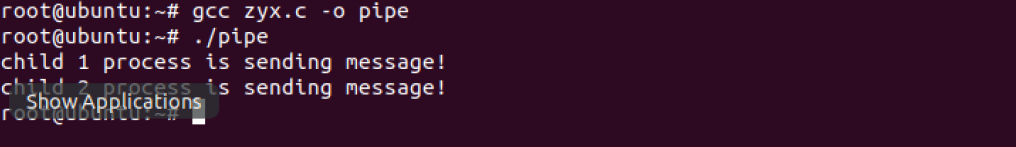 root@ubuntu:~# gcc zyx.c -o pipe
root@ubuntu:~# ./pipe
child 1 process is sending message!
child 2 process is sending message!
Show Applications
root@ubuntu:~#